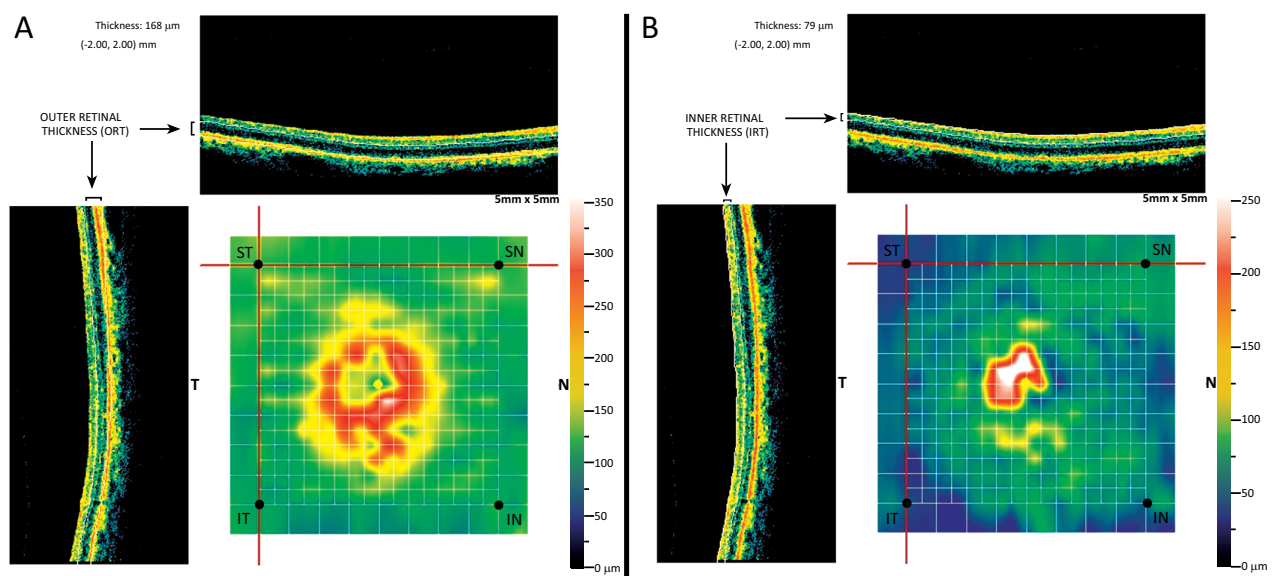 A
Thickness: 168 µm
(-2.00, 2.00) mm
OUTER RETINAL
THICKNESS (ORT)
5mm x 5mm
ST
SN
T
N
IT
IN
350
300
250
200
150
100
50
0 µm
B
Thickness: 79 µm
(-2.00, 2.00) mm
INNER RETINAL
THICKNESS (IRT)
5mm x 5mm
ST
SN
T
N
IT
IN
250
200
150
100
50
0 µm